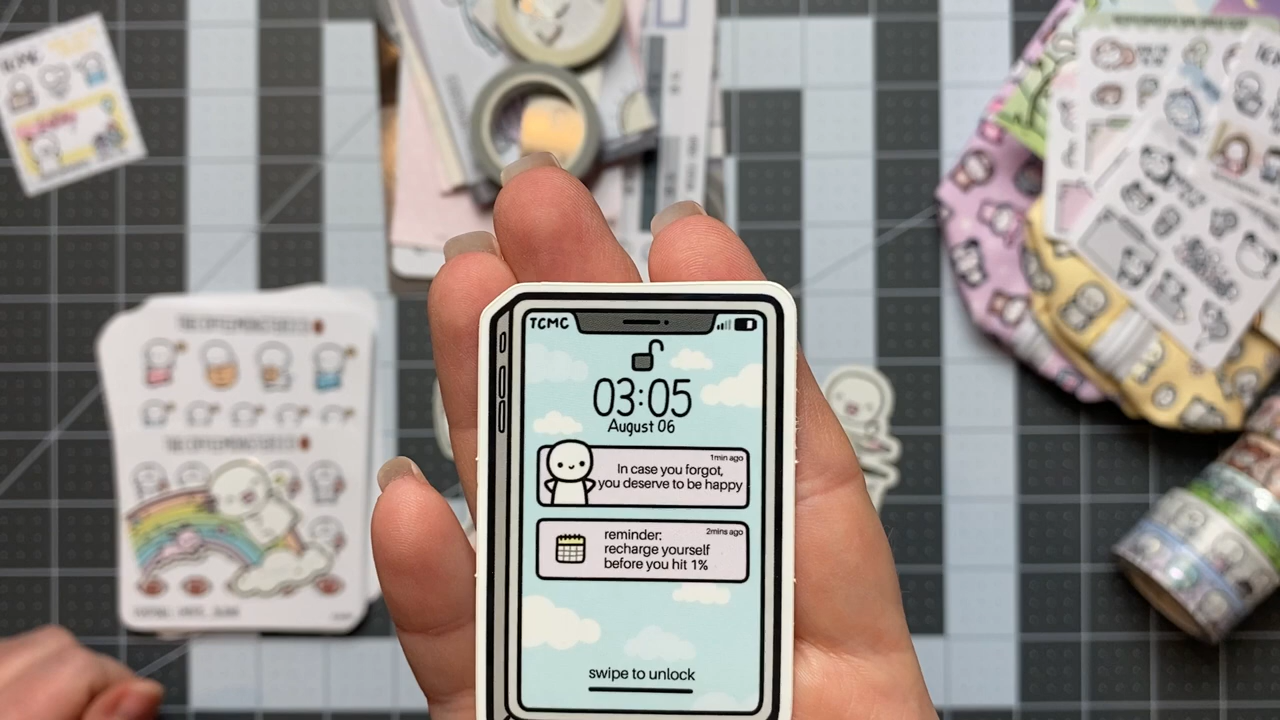 TCMC
03:05
August 06
1min ago
In case you forgot,
you deserve to be happy
2mins ago
reminder:
recharge yourself
before you hit 1%
swipe to unlock